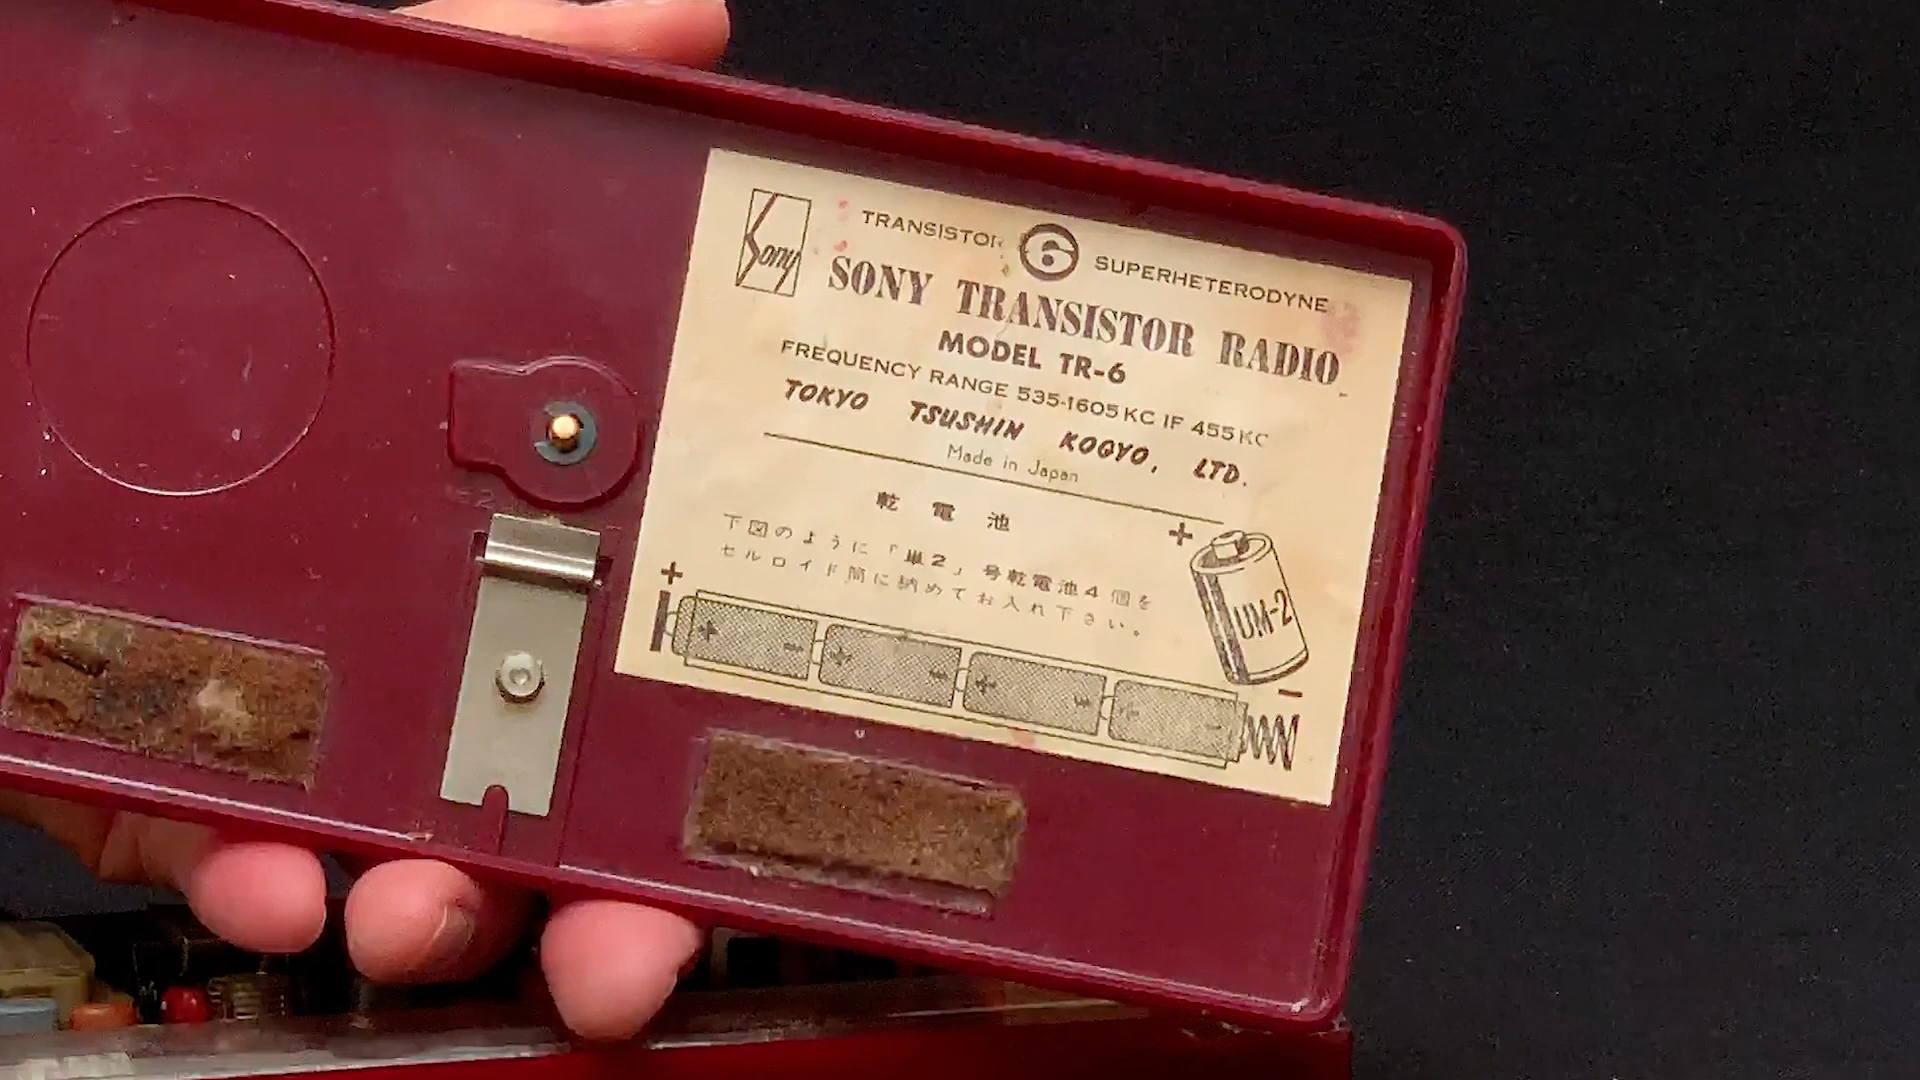 Sony
TRANSISTOR 6 SUPERHETERODYNE
SONY TRANSISTOR RADIO
MODEL TR-6
FREQUENCY RANGE 535-1605 KC IF 455 KC
TOKYO TSUSHIN KOGYO, LTD.
Made in Japan
乾電池
下図のように「単2」号乾電池4個を
セルロイド筒に納めてお入れ下さい。
+
UM-2
-
+
+ - + - + - + -